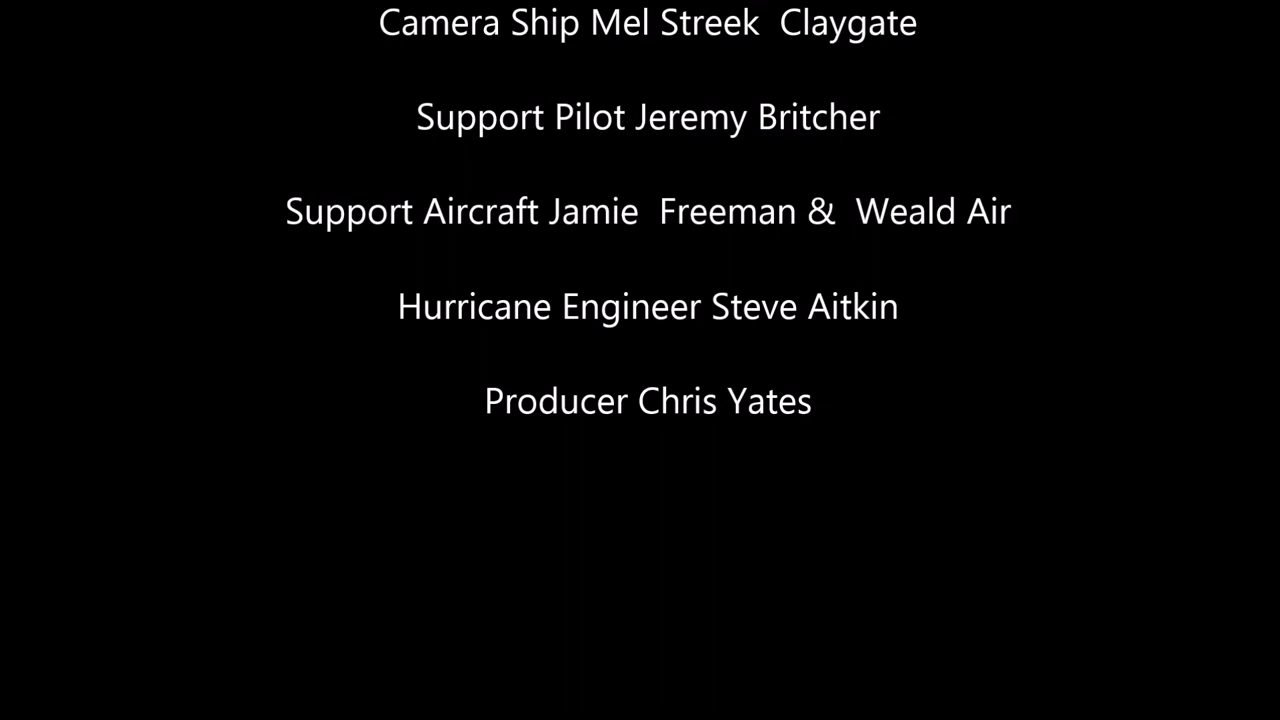 Camera Ship Mel Streek  Claygate
Support Pilot Jeremy Britcher
Support Aircraft Jamie  Freeman &  Weald Air
Hurricane Engineer Steve Aitkin
Producer Chris Yates